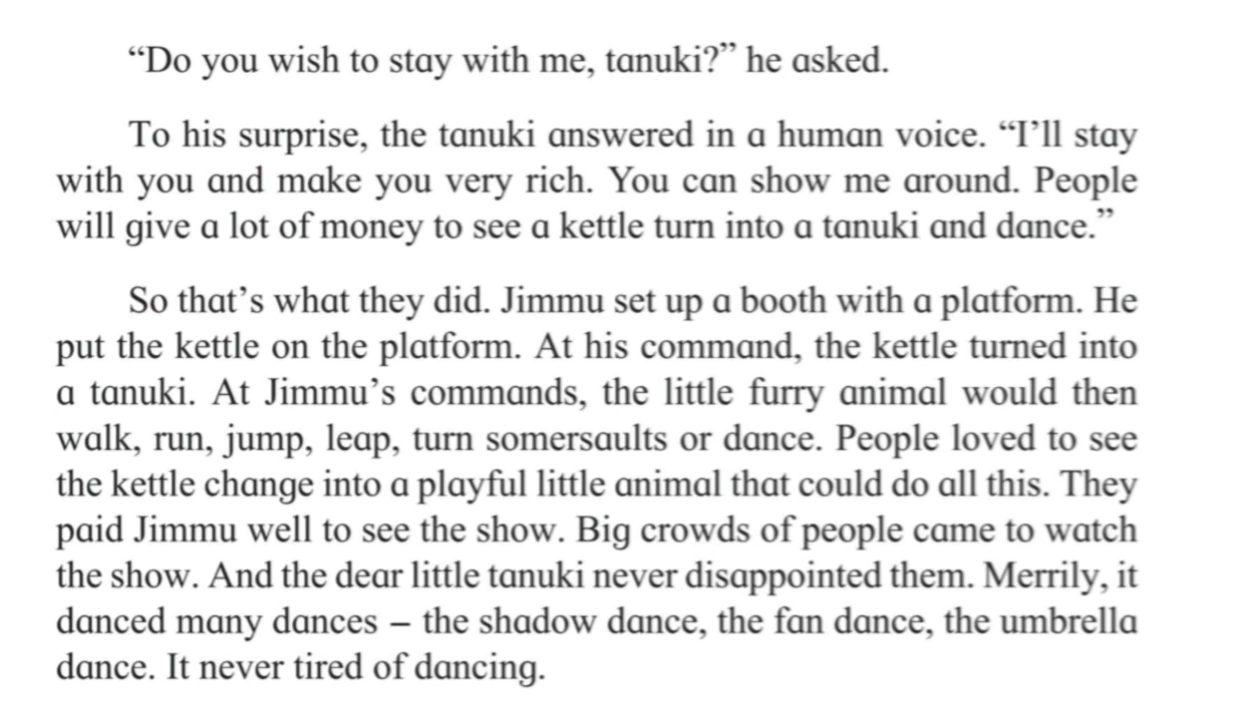 “Do you wish to stay with me, tanuki?” he asked.
To his surprise, the tanuki answered in a human voice. “I’ll stay
with you and make you very rich. You can show me around. People
will give a lot of money to see a kettle turn into a tanuki and dance.”
So that’s what they did. Jimmu set up a booth with a platform. He
put the kettle on the platform. At his command, the kettle turned into
a tanuki. At Jimmu’s commands, the little furry animal would then
walk, run, jump, leap, turn somersaults or dance. People loved to see
the kettle change into a playful little animal that could do all this. They
paid Jimmu well to see the show. Big crowds of people came to watch
the show. And the dear little tanuki never disappointed them. Merrily, it
danced many dances – the shadow dance, the fan dance, the umbrella
dance. It never tired of dancing.